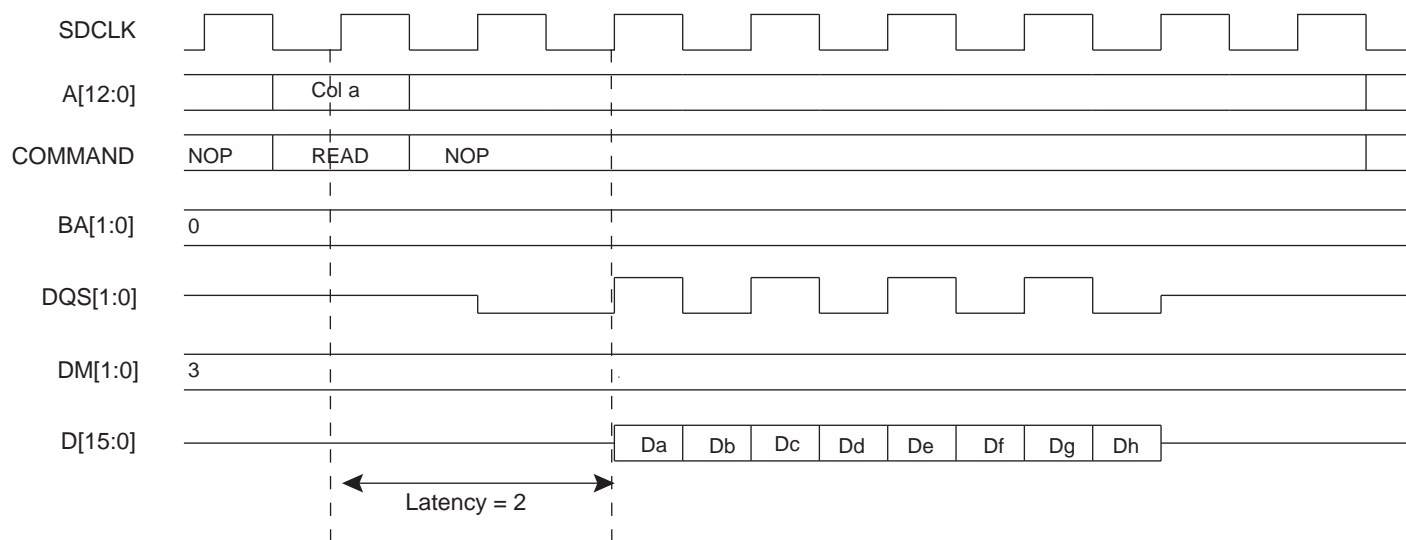 SDCLK
A[12:0] Col a
COMMAND NOP READ NOP
BA[1:0] 0
DQS[1:0]
DM[1:0] 3
D[15:0] Da Db Dc Dd De Df Dg Dh
Latency = 2